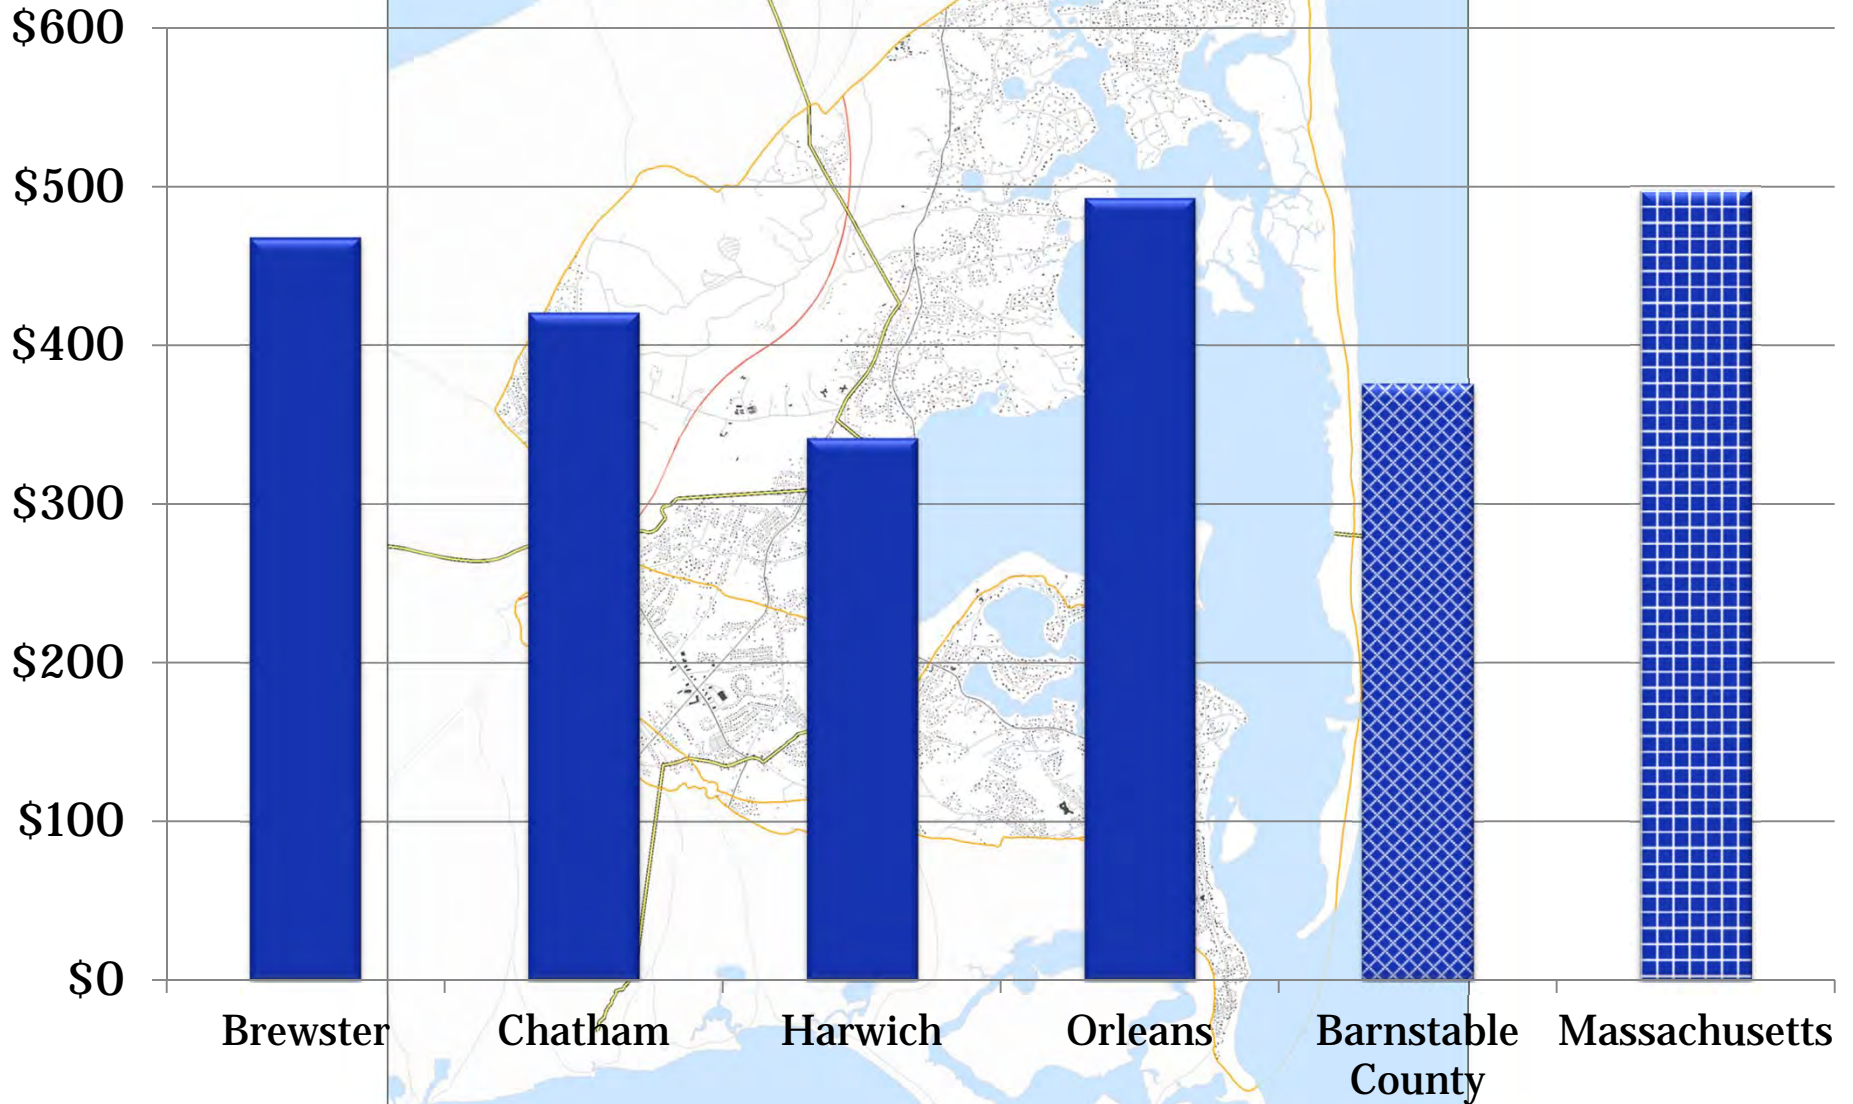 $600
$500
$400
$300
$200
$100
$0
Brewster
Chatham
Harwich
Orleans
Barnstable
County
Massachusetts